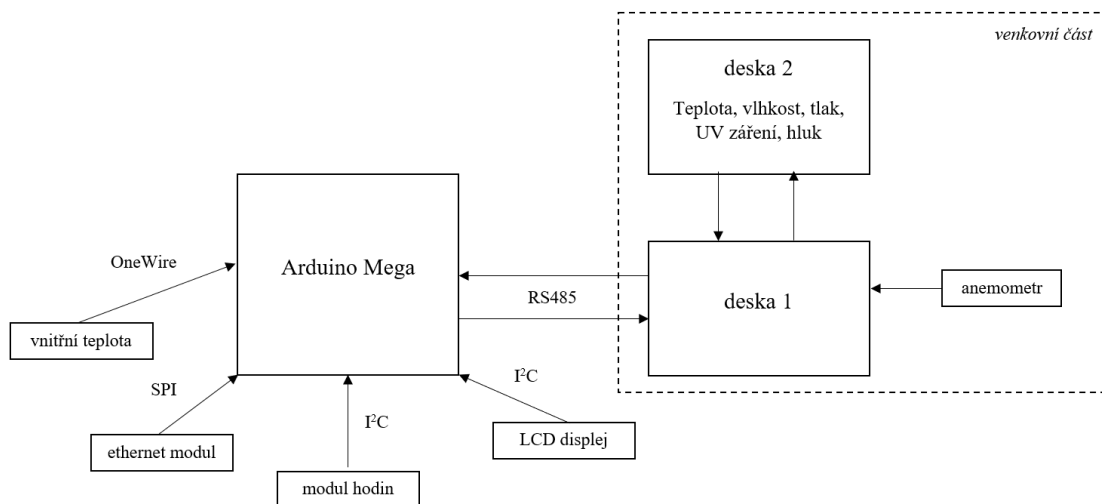 venkovní část
deska 2
Teplota, vlhkost, tlak,
UV záření, hluk
OneWire
Arduino Mega
RS485
deska 1
anemometr
vnitřní teplota
SPI
I²C
I²C
ethernet modul
LCD displej
modul hodin